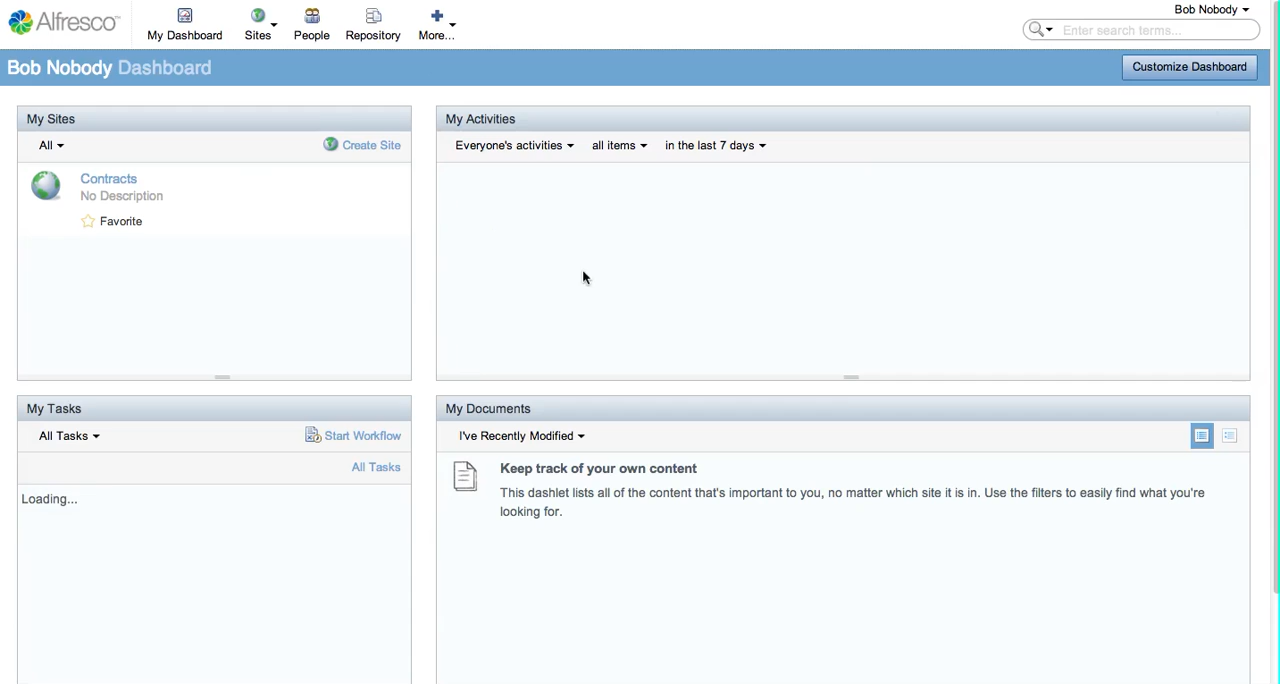 Alfresco™
My Dashboard
Sites
People
Repository
More...
Bob Nobody
Enter search terms...
Bob Nobody Dashboard
Customize Dashboard
My Sites
All
Create Site
Contracts
No Description
Favorite
My Activities
Everyone's activities all items in the last 7 days
My Tasks
All Tasks
Start Workflow
All Tasks
Loading...
My Documents
I've Recently Modified
Keep track of your own content
This dashlet lists all of the content that's important to you, no matter which site it is in. Use the filters to easily find what you're
looking for.